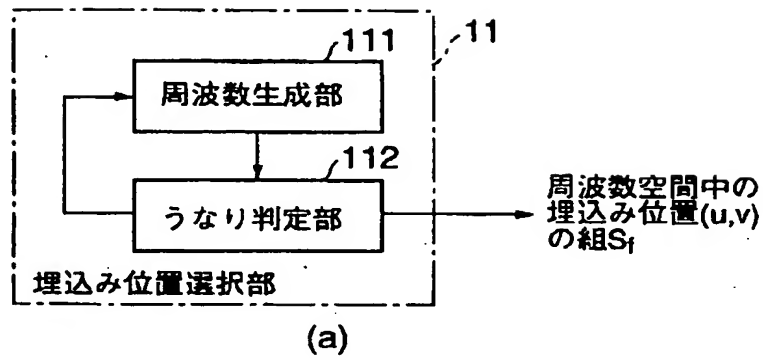 111
11
周波数生成部
112
うなり判定部
周波数空間中の
埋込み位置(u,v)
の組Sf
埋込み位置選択部
(a)